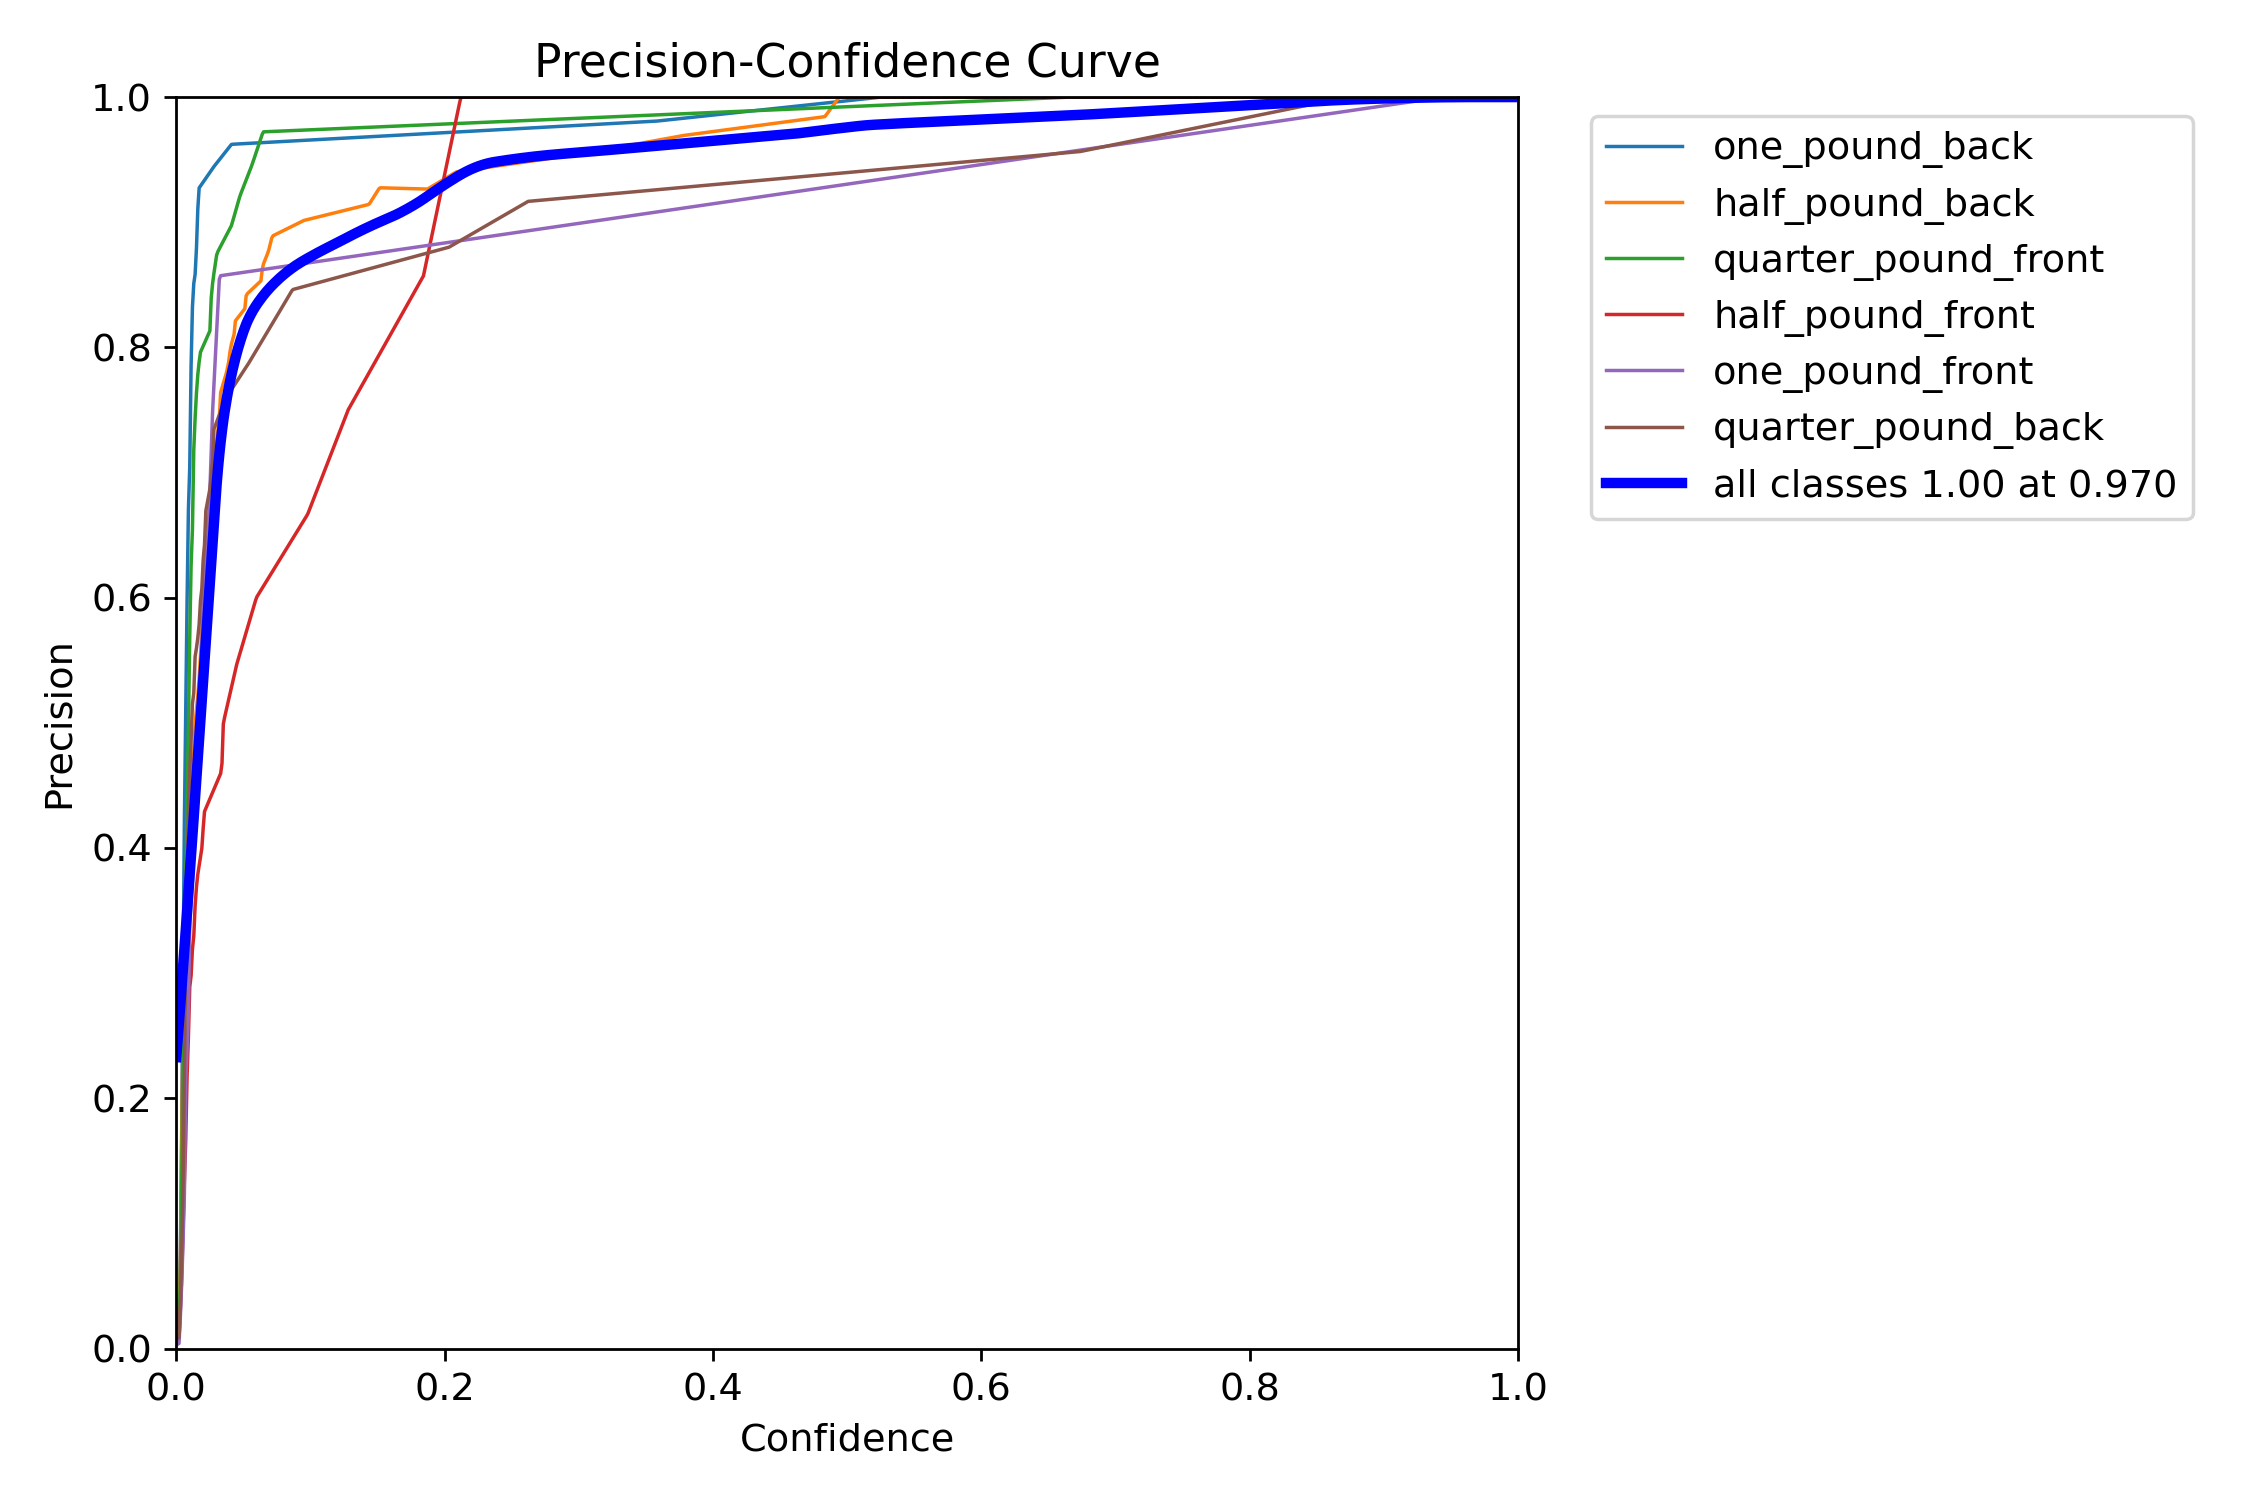 Precision-Confidence Curve
1.0
0.8
0.6
0.4
0.2
0.0
Precision
0.0 0.2 0.4 0.6 0.8 1.0
Confidence
one_pound_back
half_pound_back
quarter_pound_front
half_pound_front
one_pound_front
quarter_pound_back
all classes 1.00 at 0.970